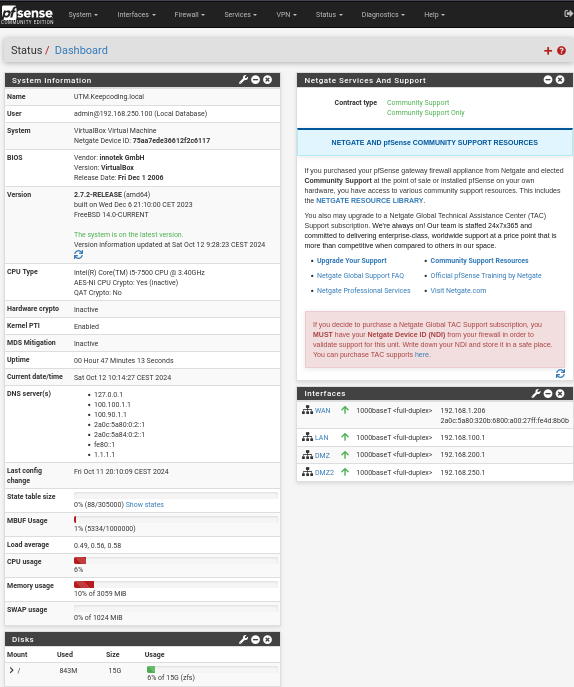 pfsense
COMMUNITY EDITION
System
Interfaces
Firewall
Services
VPN
Status
Diagnostics
Help
Status / Dashboard
System Information
Name UTM.Keepcoding.local
User admin@192.168.250.100 (Local Database)
System VirtualBox Virtual Machine
Netgate Device ID: 75aa7ede36612f2c6117
BIOS Vendor: innotek GmbH
Version: VirtualBox
Release Date: Fri Dec 1 2006
Version 2.7.2-RELEASE (amd64)
built on Wed Dec 6 21:10:00 CET 2023
FreeBSD 14.0-CURRENT
The system is on the latest version.
Version information updated at Sat Oct 12 9:28:23 CEST 2024
CPU Type Intel(R) Core(TM) i5-7500 CPU @ 3.40GHz
AES-NI CPU Crypto: Yes (inactive)
QAT Crypto: No
Hardware crypto Inactive
Kernel PTI Enabled
MDS Mitigation Inactive
Uptime 00 Hour 47 Minutes 13 Seconds
Current date/time Sat Oct 12 10:14:27 CEST 2024
DNS server(s)
127.0.0.1
100.100.1.1
100.90.1.1
2a0c:5a80:0:2::1
2a0c:5a84:0:2::1
fe80::1
1.1.1.1
Last config
change
Fri Oct 11 20:10:09 CEST 2024
State table size
0% (88/305000) Show states
MBUF Usage
1% (5334/1000000)
Load average 0.49, 0.56, 0.58
CPU usage
6%
Memory usage
10% of 3059 MiB
SWAP usage
0% of 1024 MiB
Disks
Mount Used Size Usage
/ 843M 15G
6% of 15G (zfs)
Netgate Services And Support
Contract type Community Support
Community Support Only
NETGATE AND pfSense COMMUNITY SUPPORT RESOURCES
If you purchased your pfSense gateway firewall appliance from Netgate and elected
Community Support at the point of sale or installed pfSense on your own
hardware, you have access to various community support resources. This includes
the NETGATE RESOURCE LIBRARY.
You also may upgrade to a Netgate Global Technical Assistance Center (TAC)
Support subscription. We're always on! Our team is staffed 24x7x365 and
committed to delivering enterprise-class, worldwide support at a price point that is
more than competitive when compared to others in our space.
Upgrade Your Support
Community Support Resources
Netgate Global Support FAQ
Official pfSense Training by Netgate
Netgate Professional Services
Visit Netgate.com
If you decide to purchase a Netgate Global TAC Support subscription, you
MUST have your Netgate Device ID (NDI) from your firewall in order to
validate support for this unit. Write down your NDI and store it in a safe place.
You can purchase TAC supports here.
Interfaces
WAN 1000baseT <full-duplex> 192.168.1.206
2a0c:5a80:320b:6800:a00:27ff:fe4d:8b0b
LAN 1000baseT <full-duplex> 192.168.100.1
DMZ 1000baseT <full-duplex> 192.168.200.1
DMZ2 1000baseT <full-duplex> 192.168.250.1